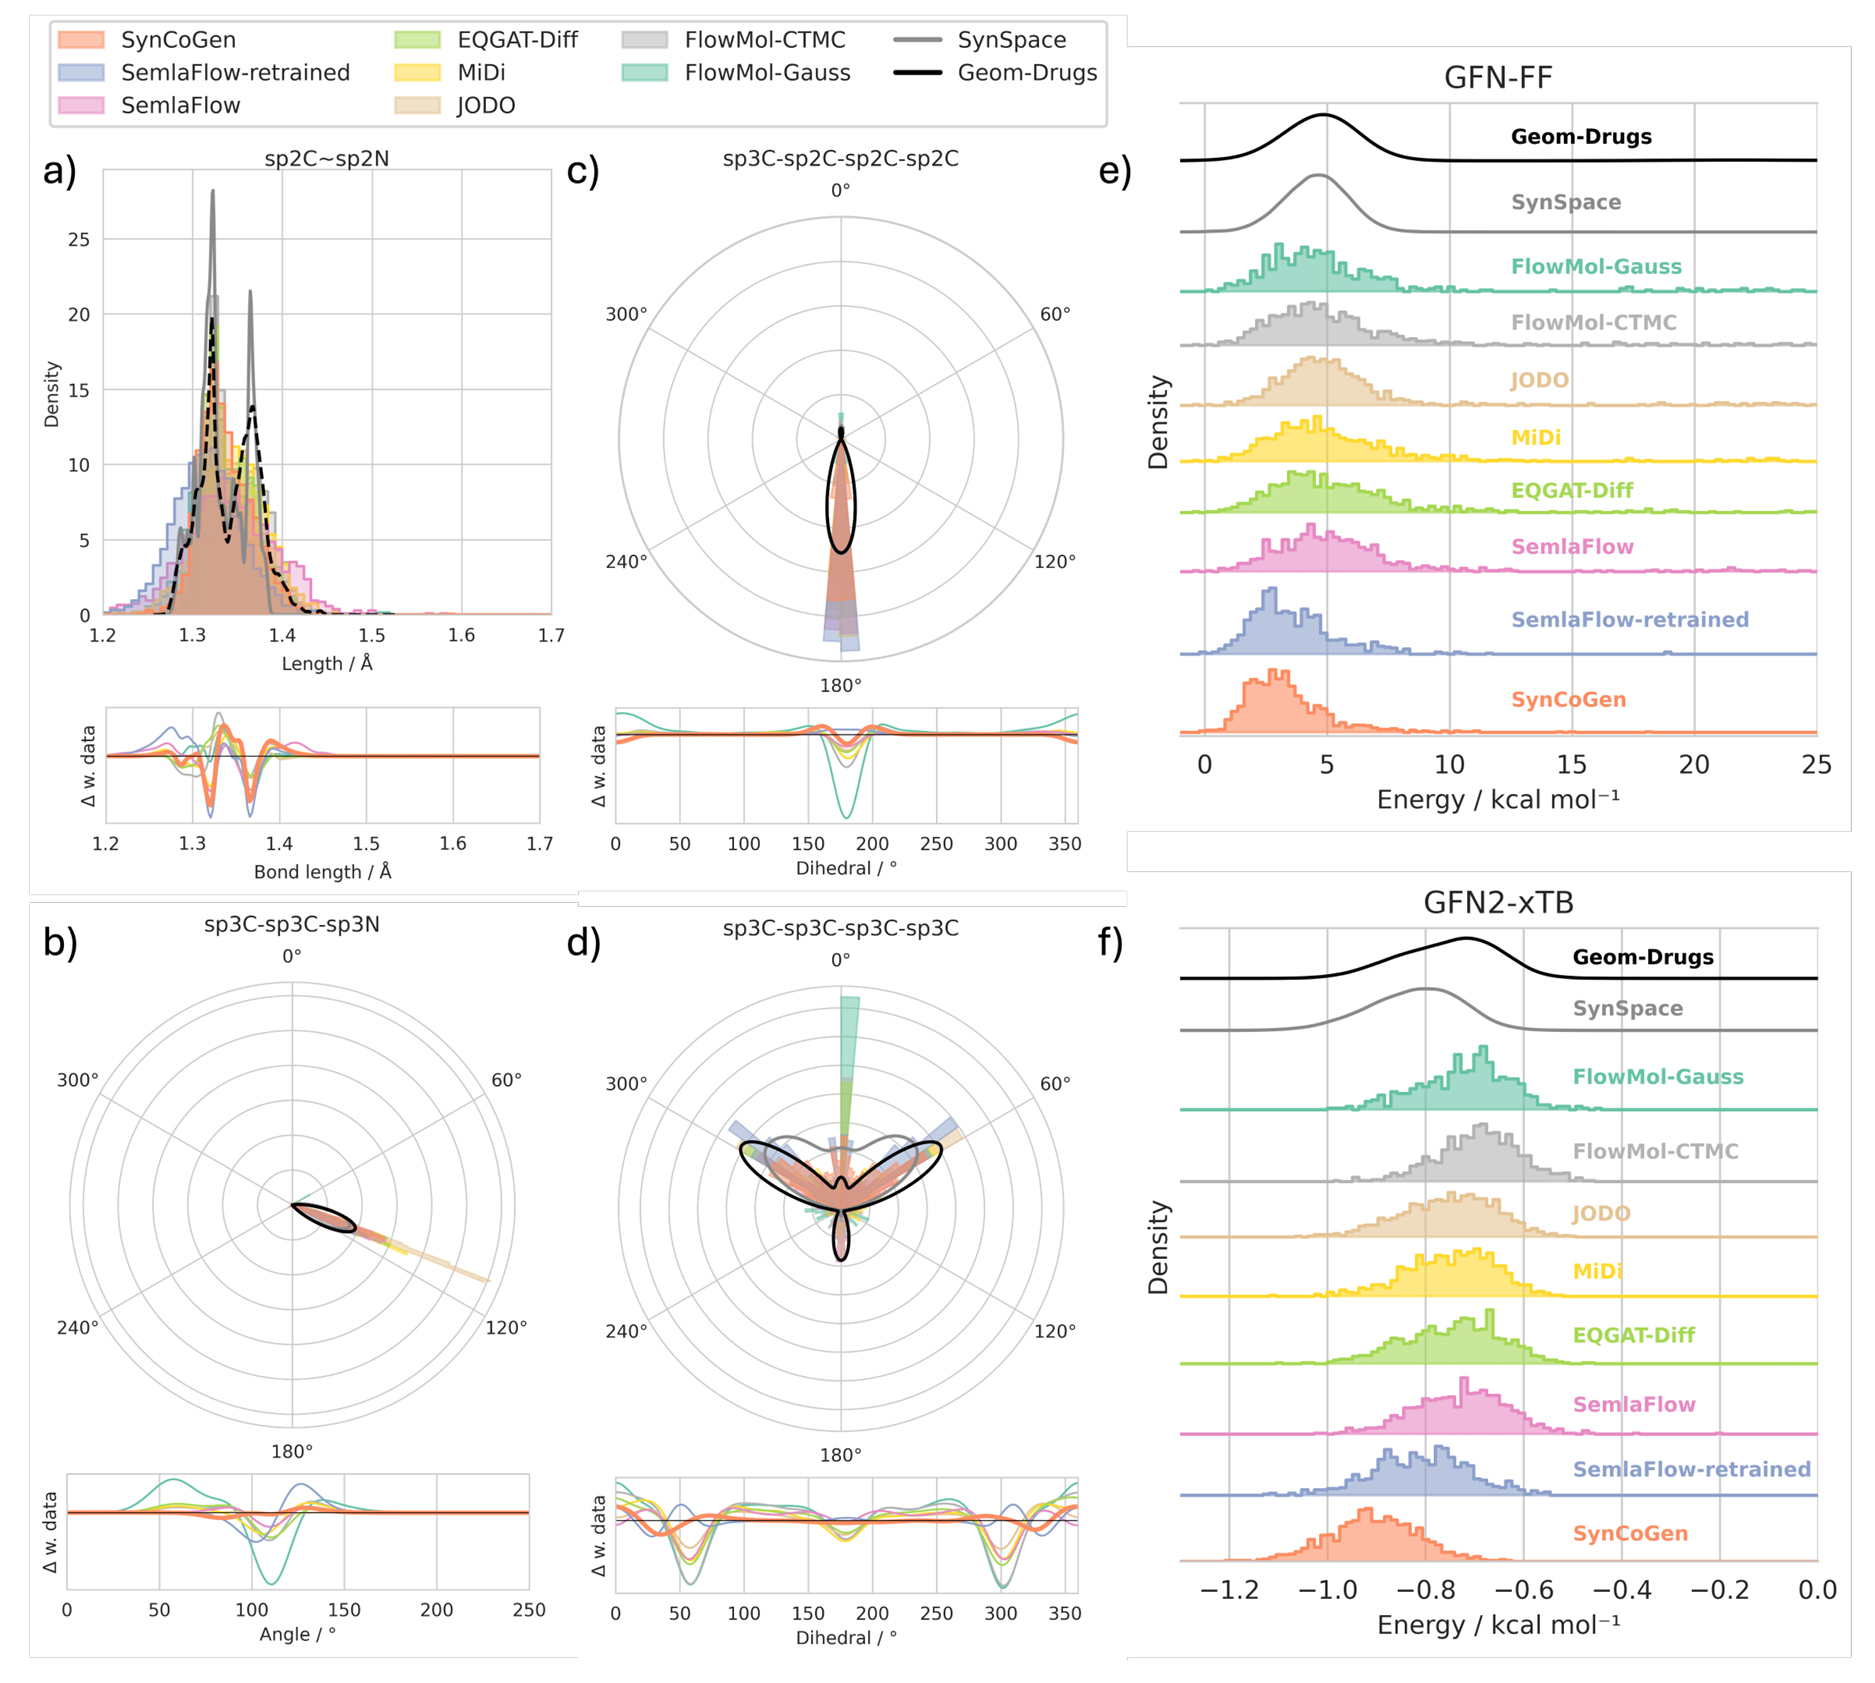 SynCoGen
SemlaFlow-retrained
SemlaFlow
EQGAT-Diff
MiDi
JODO
FlowMol-CTMC
FlowMol-Gauss
SynSpace
Geom-Drugs
a)
sp2C~sp2N
Density
25
20
15
10
5
0
1.2 1.3 1.4 1.5 1.6 1.7
Length / Å
Δ w. data
1.2 1.3 1.4 1.5 1.6 1.7
Bond length / Å
c)
sp3C-sp2C-sp2C-sp2C
0°
300° 60°
240° 120°
180°
Δ w. data
0 50 100 150 200 250 300 350
Dihedral / °
b)
sp3C-sp3C-sp3N
0°
300° 60°
240° 120°
180°
Δ w. data
0 50 100 150 200 250
Angle / °
d)
sp3C-sp3C-sp3C-sp3C
0°
300° 60°
240° 120°
180°
Δ w. data
0 50 100 150 200 250 300 350
Dihedral / °
e)
GFN-FF
Geom-Drugs
SynSpace
FlowMol-Gauss
FlowMol-CTMC
JODO
MiDi
EQGAT-Diff
SemlaFlow
SemlaFlow-retrained
SynCoGen
Density
0 5 10 15 20 25
Energy / kcal mol⁻¹
f)
GFN2-xTB
Geom-Drugs
SynSpace
FlowMol-Gauss
FlowMol-CTMC
JODO
MiDi
EQGAT-Diff
SemlaFlow
SemlaFlow-retrained
SynCoGen
Density
−1.2 −1.0 −0.8 −0.6 −0.4 −0.2 0.0
Energy / kcal mol⁻¹